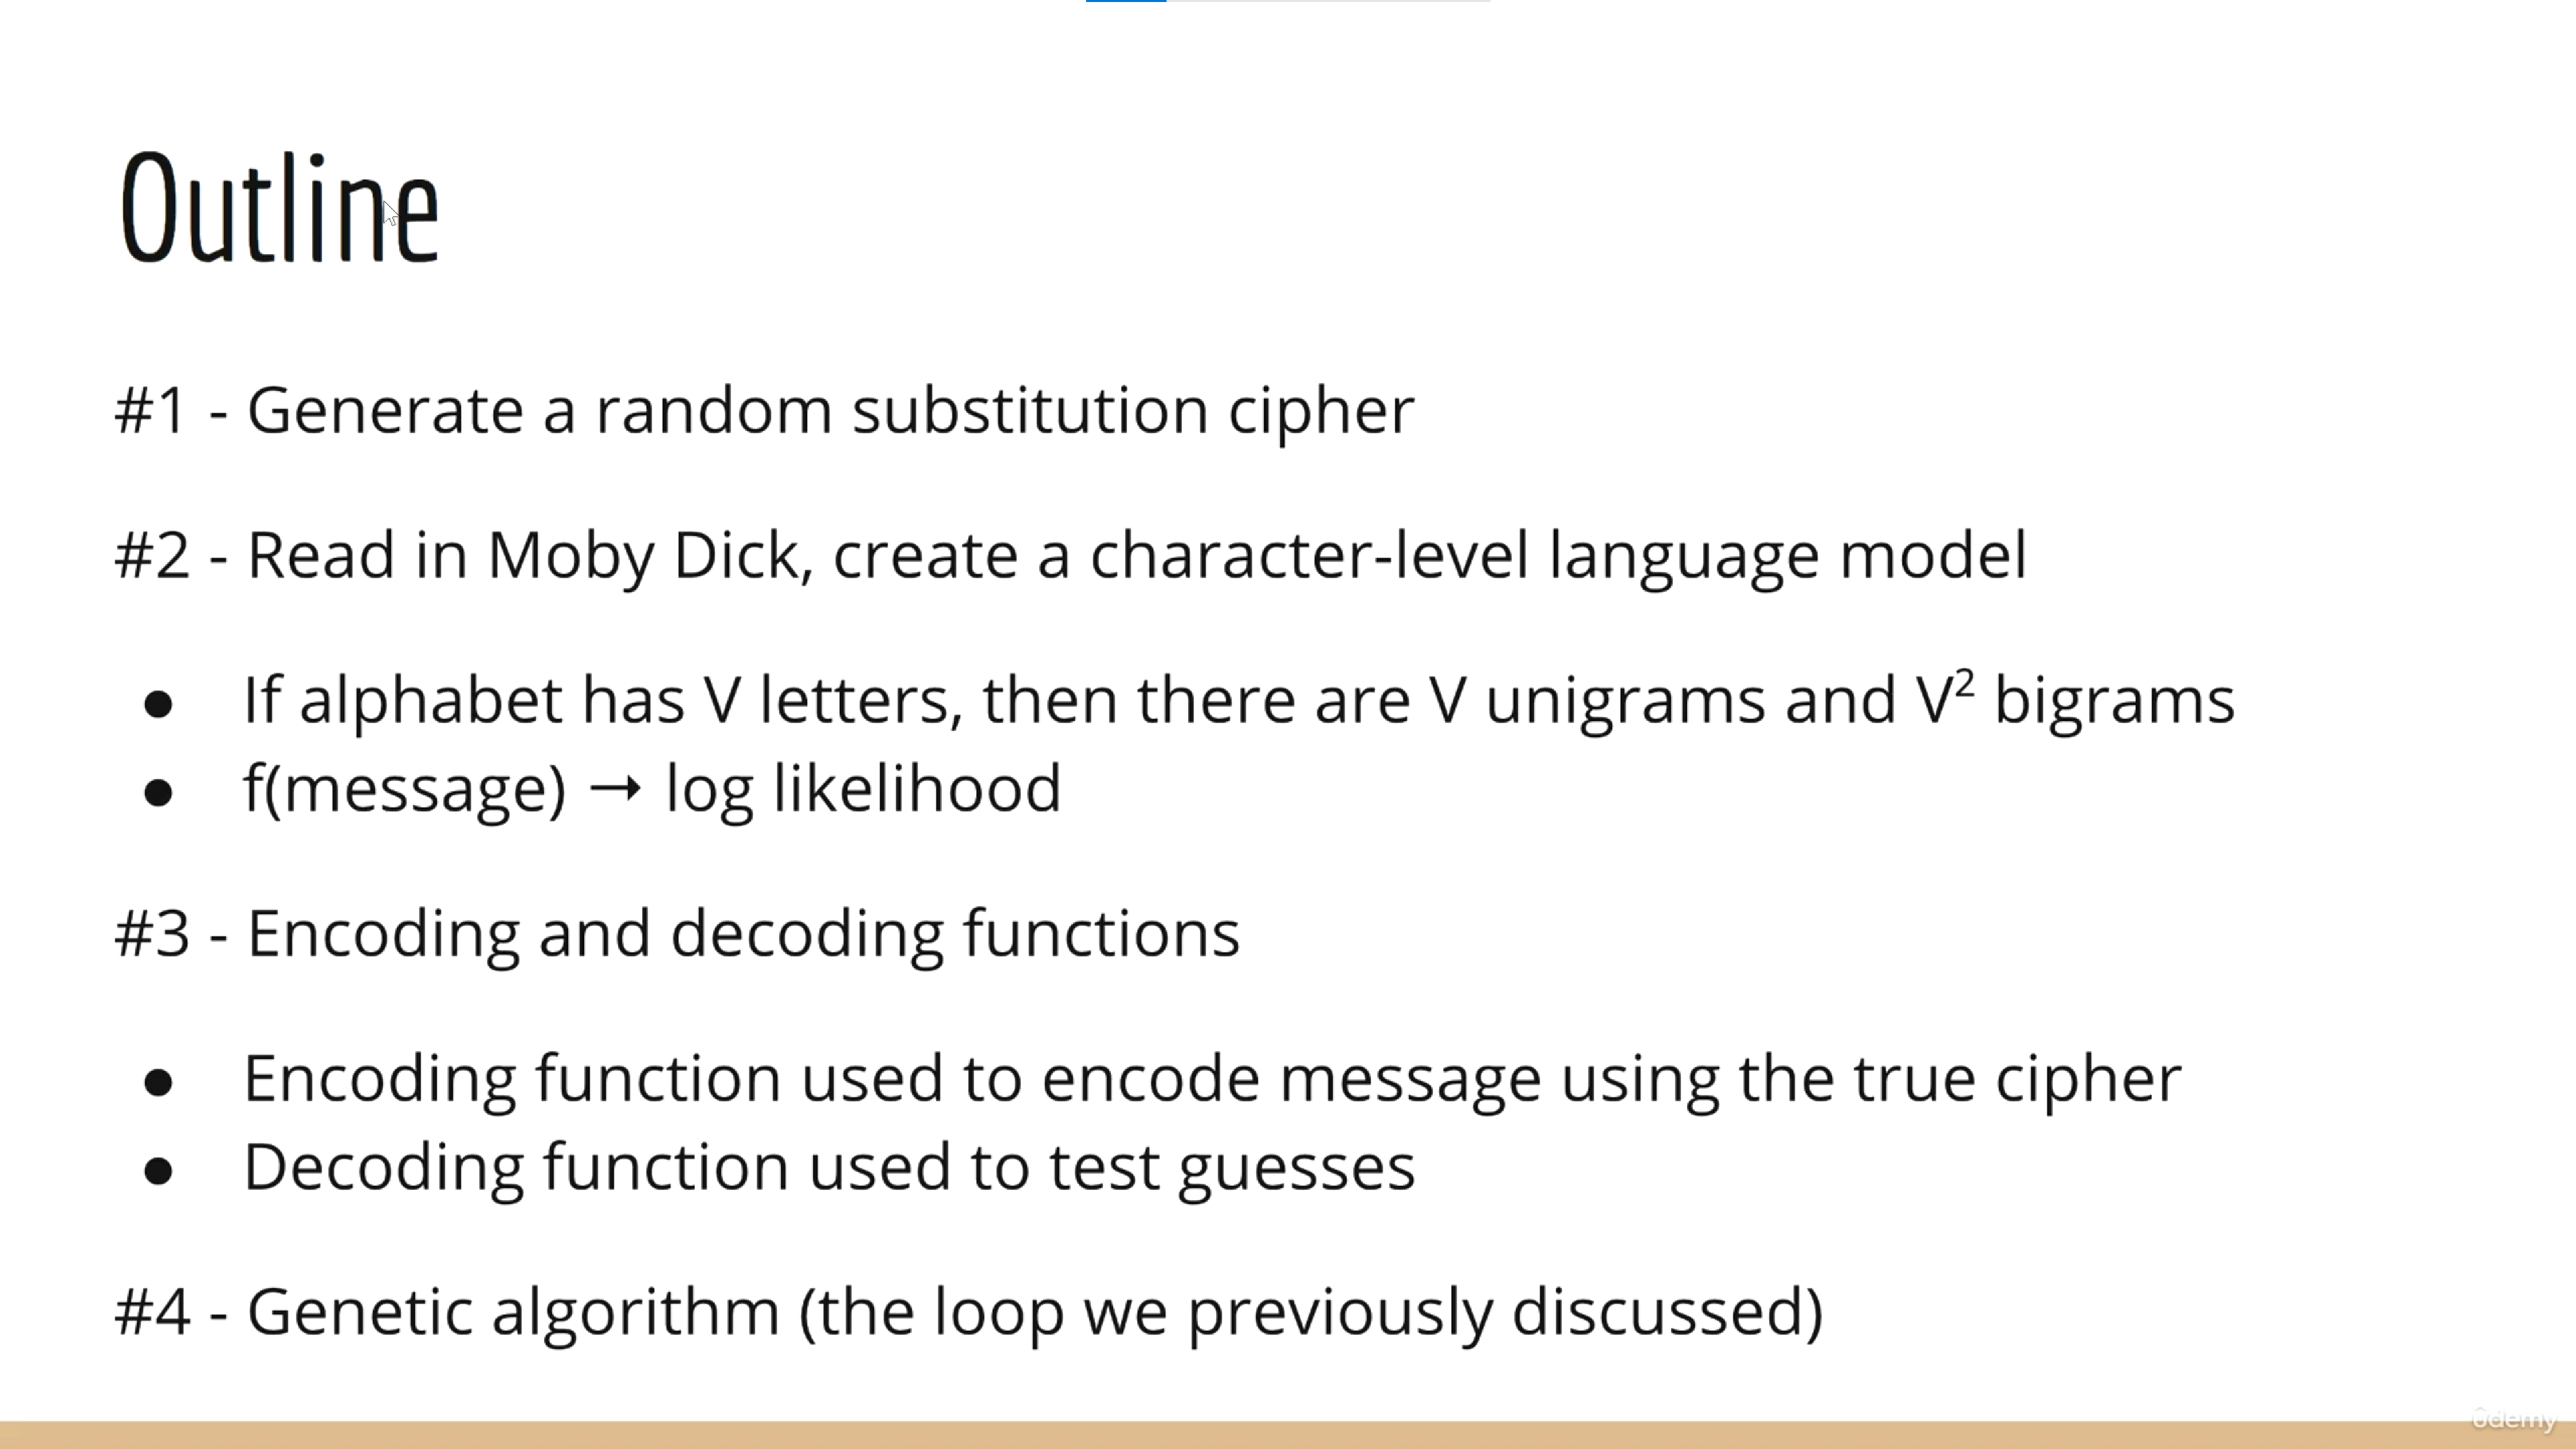 Outline
#1 - Generate a random substitution cipher
#2 - Read in Moby Dick, create a character-level language model
● If alphabet has V letters, then there are V unigrams and V² bigrams
● f(message) → log likelihood
#3 - Encoding and decoding functions
● Encoding function used to encode message using the true cipher
● Decoding function used to test guesses
#4 - Genetic algorithm (the loop we previously discussed)
ûdemy